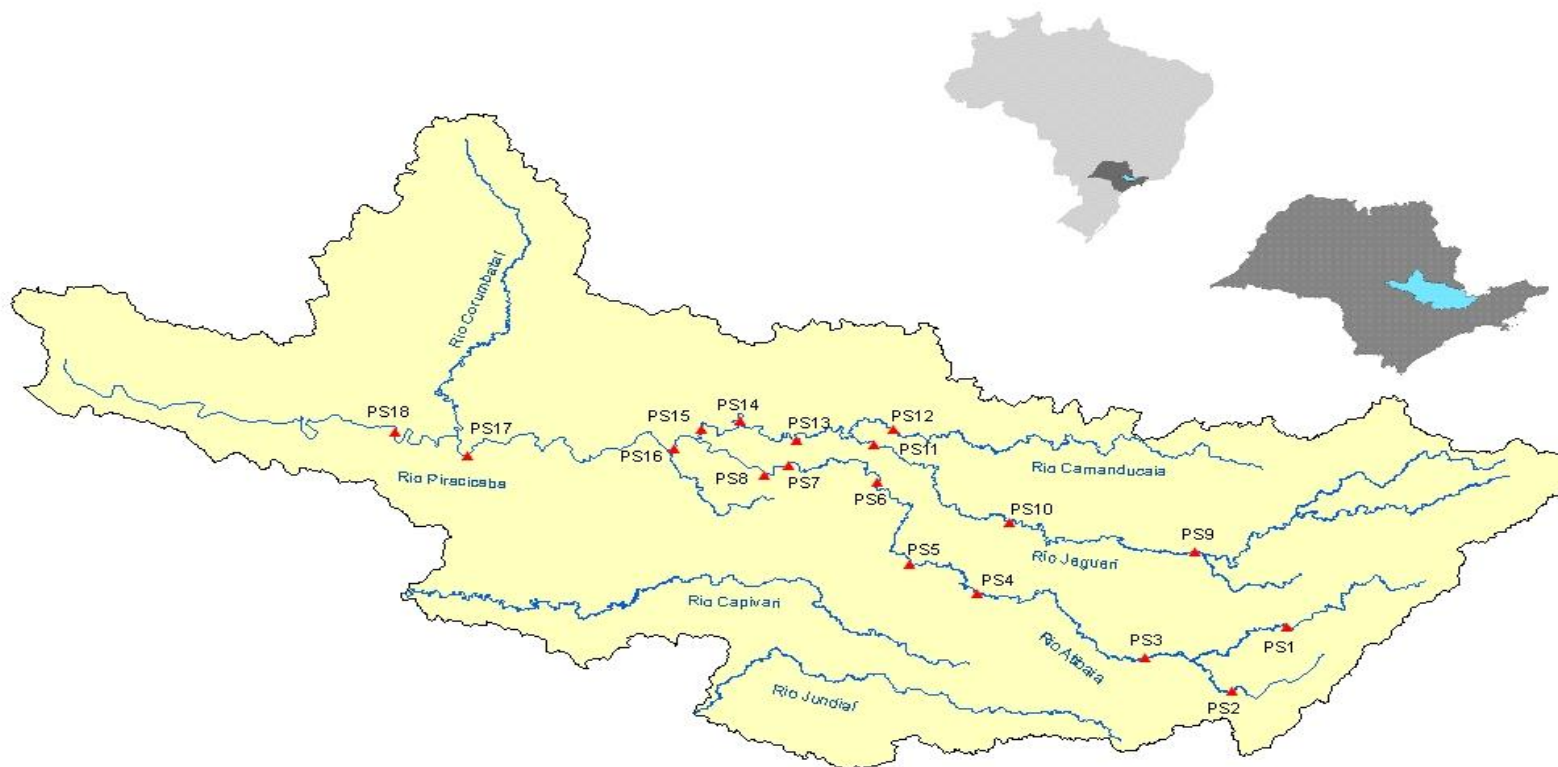 Rio Corumbataí
PS18
PS17
PS15
PS14
PS13
PS12
PS16
PS11
Rio Camanducaia
Rio Piracicaba
PS8
PS7
PS6
PS10
PS9
Rio Jaguari
PS5
PS4
Rio Capivari
PS3
PS1
Rio Atibaia
Rio Jundiaí
PS2